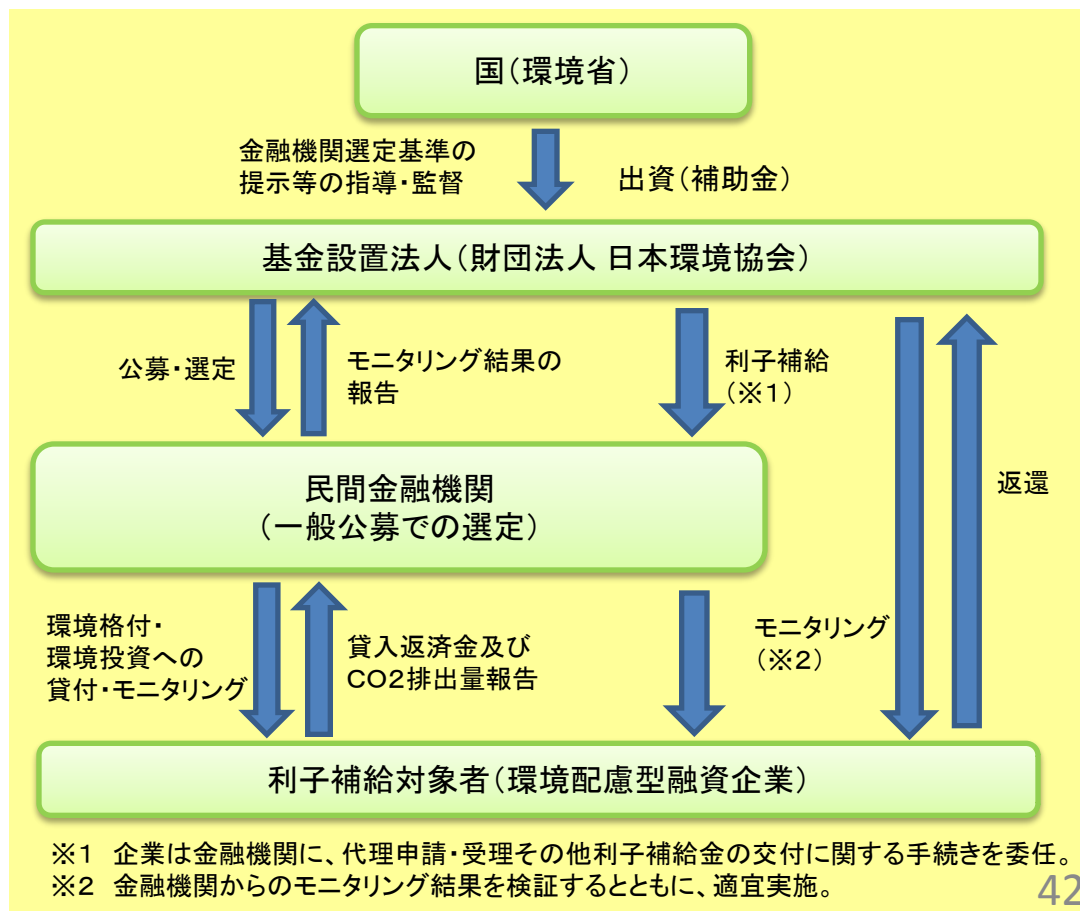 国(環境省)
金融機関選定基準の
提示等の指導・監督
出資(補助金)
基金設置法人(財団法人 日本環境協会)
公募・選定
モニタリング結果の
報告
利子補給
(※1)
民間金融機関
(一般公募での選定)
返還
環境格付・
環境投資への
貸付・モニタリング
貸入返済金及び
CO2排出量報告
モニタリング
(※2)
利子補給対象者(環境配慮型融資企業)
※1 企業は金融機関に、代理申請・受理その他利子補給金の交付に関する手続きを委任。
※2 金融機関からのモニタリング結果を検証するとともに、適宜実施。
42